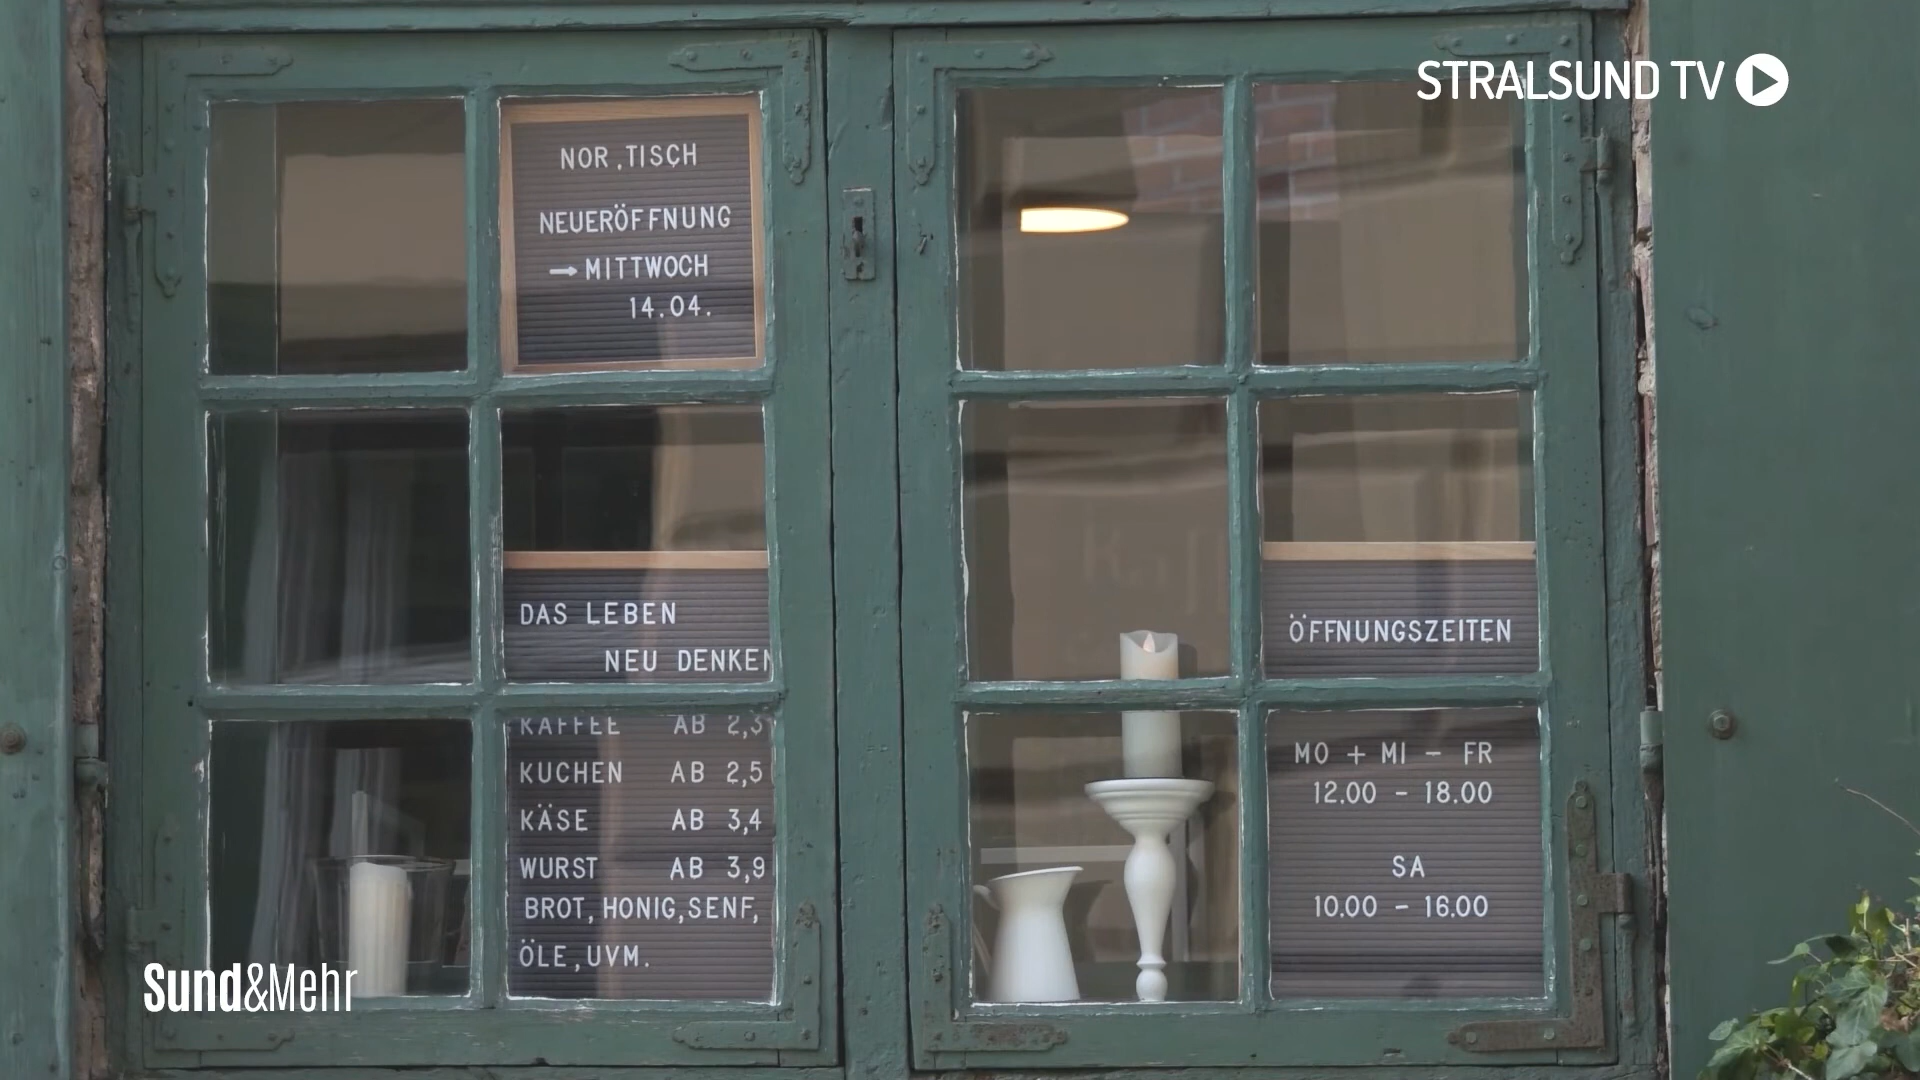 STRALSUND TV
NOR.TISCH
NEUERÖFFNUNG
→ MITTWOCH
14.04.
DAS LEBEN
NEU DENKEN
KAFFEE AB 2,3
KUCHEN AB 2,5
KÄSE AB 3,4
WURST AB 3,9
BROT, HONIG, SENF,
ÖLE, UVM.
ÖFFNUNGSZEITEN
MO + MI - FR
12.00 - 18.00
SA
10.00 - 16.00
Sund&Mehr